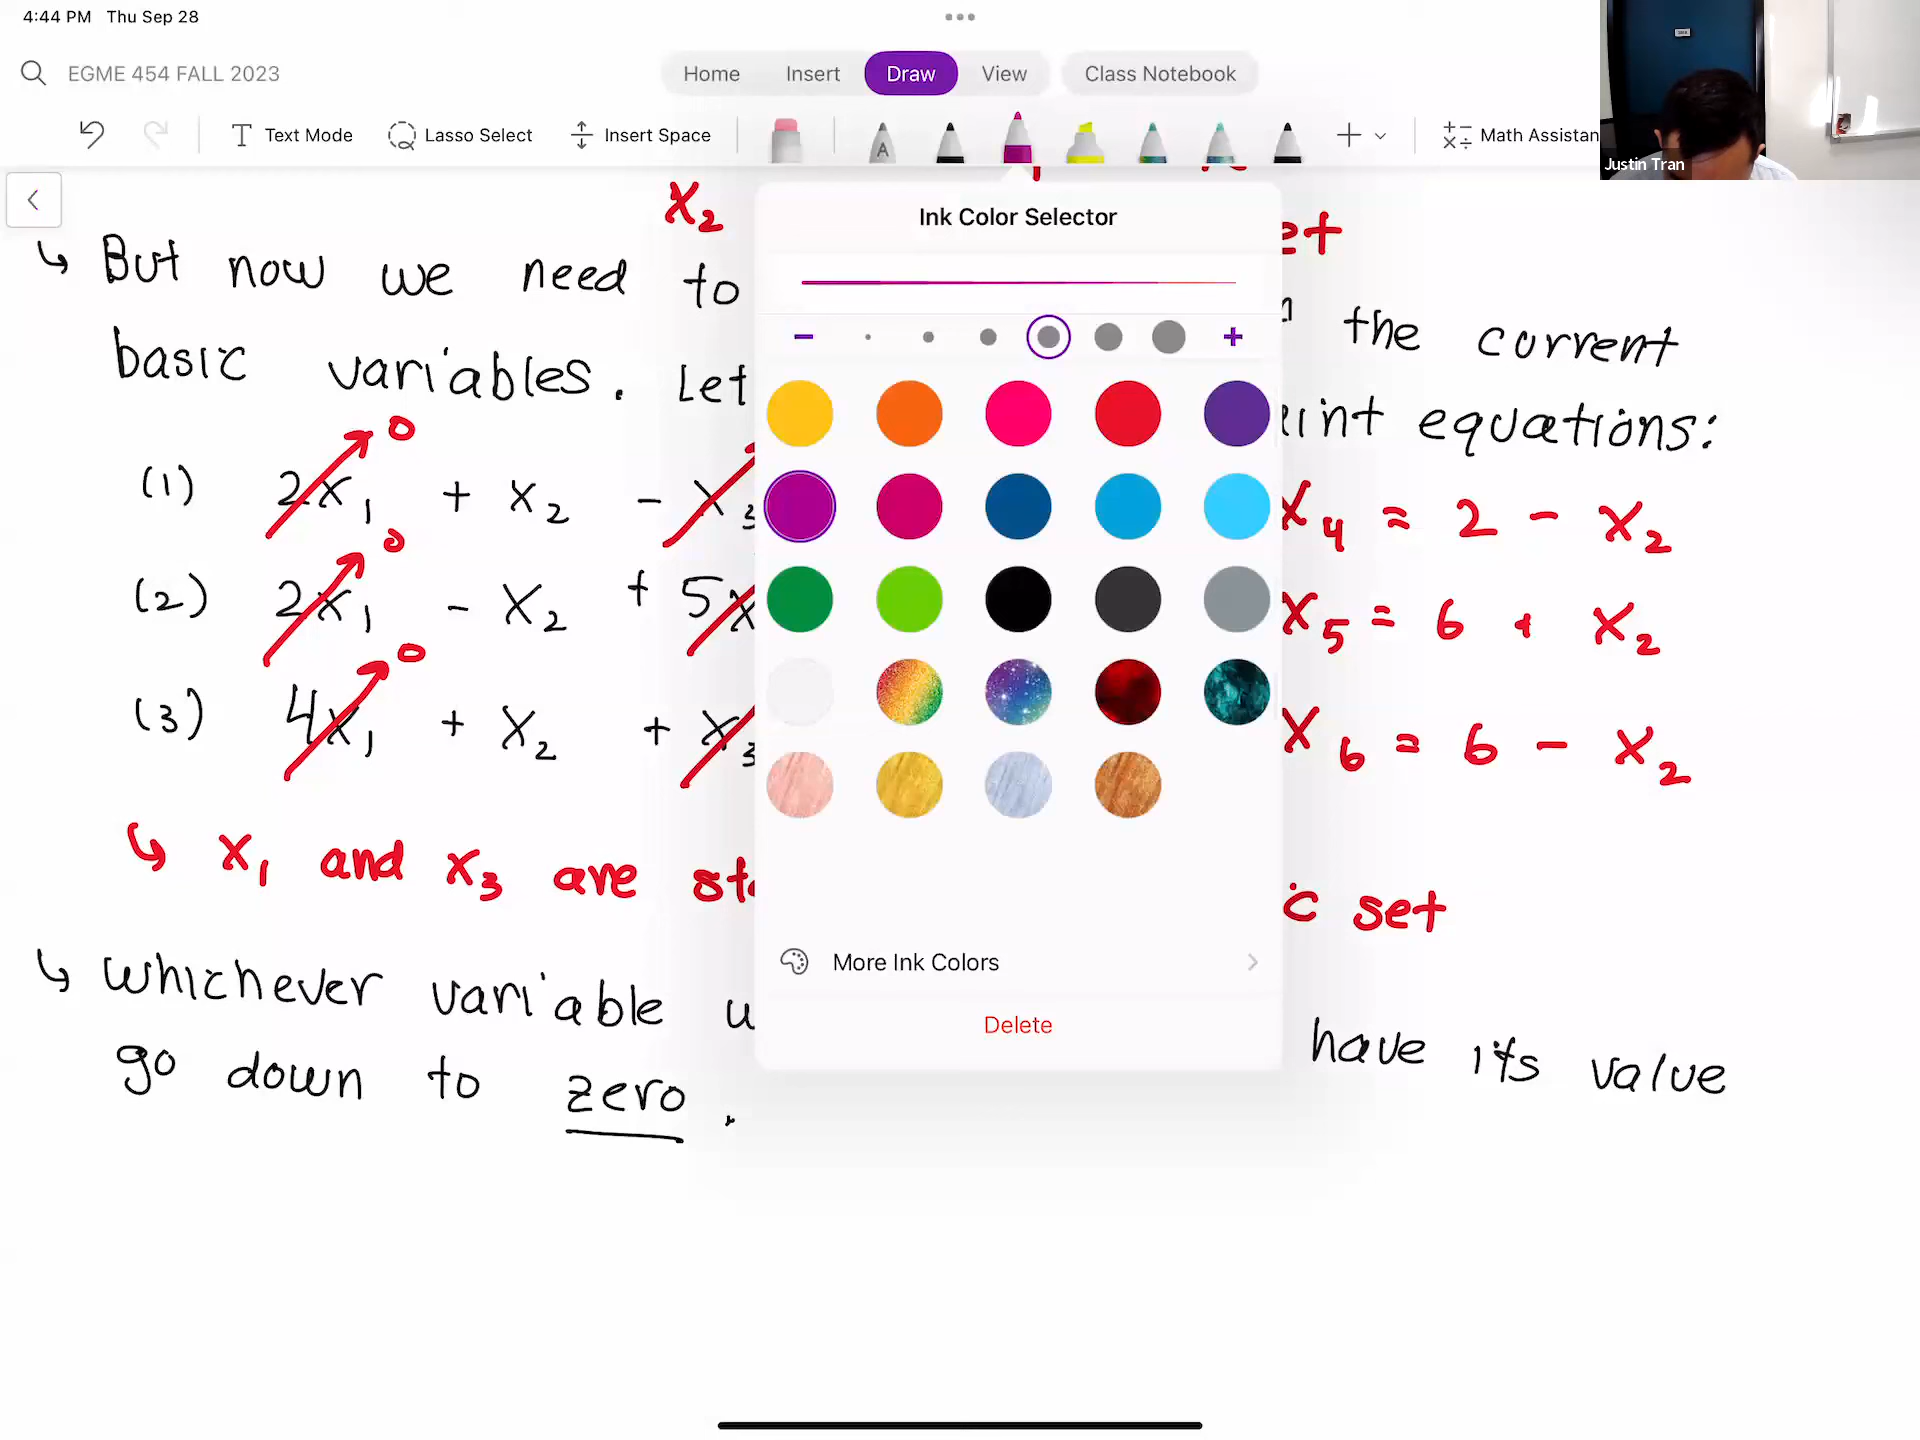 4:44 PM Thu Sep 28
EGME 454 FALL 2023
Home Insert Draw View Class Notebook
Text Mode Lasso Select Insert Space Math Assistan
Justin Tran
x₂
Ink Color Selector
et
↳ But now we need to
the current
basic variables. Let
equations:
(1) 2x₁ + x₂ - x₃
0
x₄ = 2 - x₂
(2) 2x₁ - x₂ + 5x
0
x₅ = 6 + x₂
(3) 4x₁ + x₂ + x₃
0
x₆ = 6 - x₂
↳ x₁ and x₃ are
c set
↳ whichever variable
have its value
go down to zero.
More Ink Colors
Delete